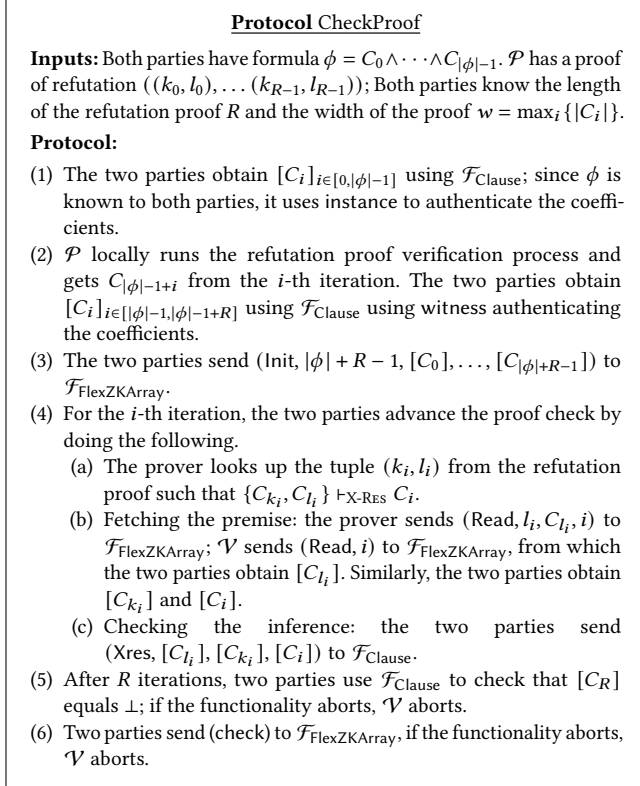 Protocol CheckProof
Inputs: Both parties have formula ϕ = C₀∧···∧C_{|ϕ|−1}. 𝒫 has a proof
of refutation ((k₀, l₀), . . . (k_{R−1}, l_{R−1})); Both parties know the length
of the refutation proof R and the width of the proof w = max_i{|C_i|}.
Protocol:
(1) The two parties obtain [C_i]_{i∈[0,|ϕ|−1]} using ℱ_Clause; since ϕ is
known to both parties, it uses instance to authenticate the coeffi-
cients.
(2) 𝒫 locally runs the refutation proof verification process and
gets C_{|ϕ|−1+i} from the i-th iteration. The two parties obtain
[C_i]_{i∈[|ϕ|−1,|ϕ|−1+R]} using ℱ_Clause using witness authenticating
the coefficients.
(3) The two parties send (Init, |ϕ| + R − 1, [C₀], . . . , [C_{|ϕ|+R−1}]) to
ℱ_FlexZKArray.
(4) For the i-th iteration, the two parties advance the proof check by
doing the following.
(a) The prover looks up the tuple (k_i, l_i) from the refutation
proof such that {C_{k_i}, C_{l_i}} ⊢_{X-Res} C_i.
(b) Fetching the premise: the prover sends (Read, l_i, C_{l_i}, i) to
ℱ_FlexZKArray; 𝒱 sends (Read, i) to ℱ_FlexZKArray, from which
the two parties obtain [C_{l_i}]. Similarly, the two parties obtain
[C_{k_i}] and [C_i].
(c) Checking the inference: the two parties send
(Xres, [C_{l_i}], [C_{k_i}], [C_i]) to ℱ_Clause.
(5) After R iterations, two parties use ℱ_Clause to check that [C_R]
equals ⊥; if the functionality aborts, 𝒱 aborts.
(6) Two parties send (check) to ℱ_FlexZKArray, if the functionality aborts,
𝒱 aborts.